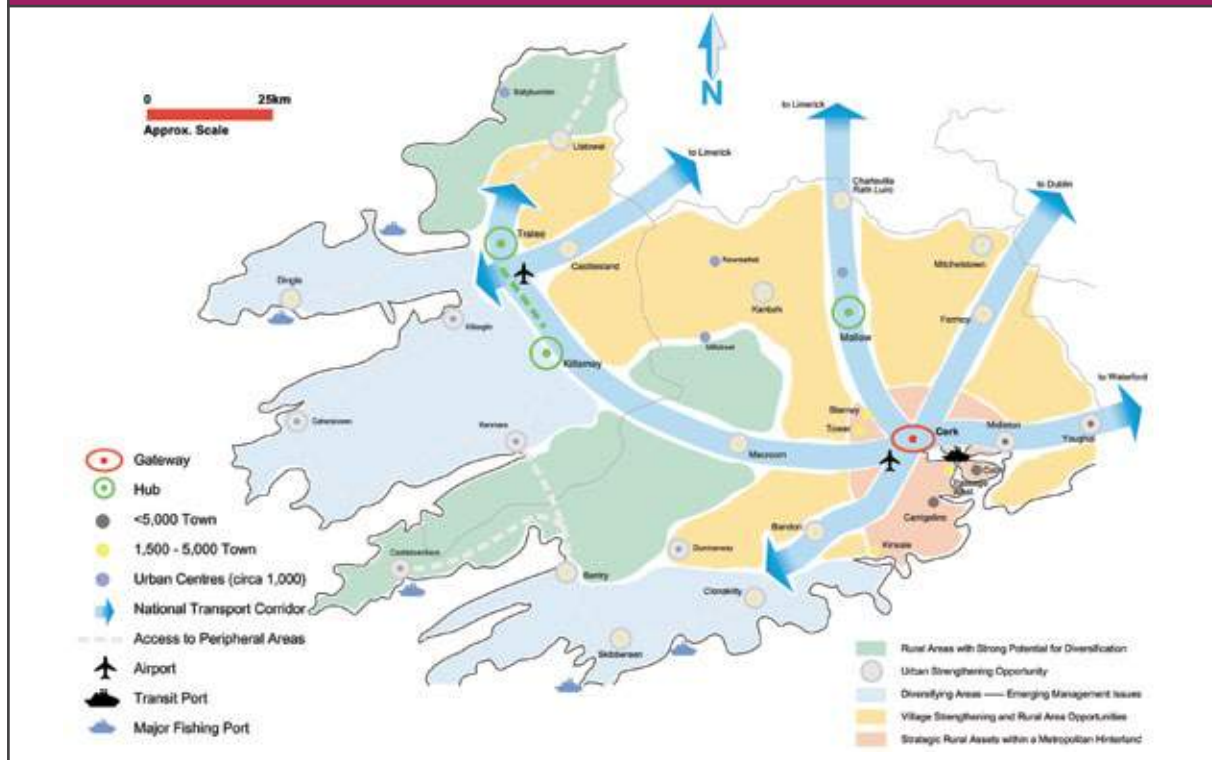 0 25km
Approx. Scale
N
to Limerick
to Limerick
to Dublin
to Waterford
Ballybunion
Listowel
Tralee
Castleisland
Charleville
Rath Luirc
Newmarket
Mitchelstown
Dingle
Killorglin
Kanturk
Fermoy
Mallow
Millstreet
Killarney
Cahersiveen
Kenmare
Blarney
Tower
Cork
Midleton
Youghal
Macroom
Cobh
Passage
West
Carrigaline
Bandon
Kinsale
Dunmanway
Castletownbere
Bantry
Clonakilty
Skibbereen
Gateway
Hub
<5,000 Town
1,500 - 5,000 Town
Urban Centres (circa 1,000)
National Transport Corridor
Access to Peripheral Areas
Airport
Transit Port
Major Fishing Port
Rural Areas with Strong Potential for Diversification
Urban Strengthening Opportunity
Diversifying Areas —— Emerging Management Issues
Village Strengthening and Rural Area Opportunities
Strategic Rural Assets within a Metropolitan Hinterland